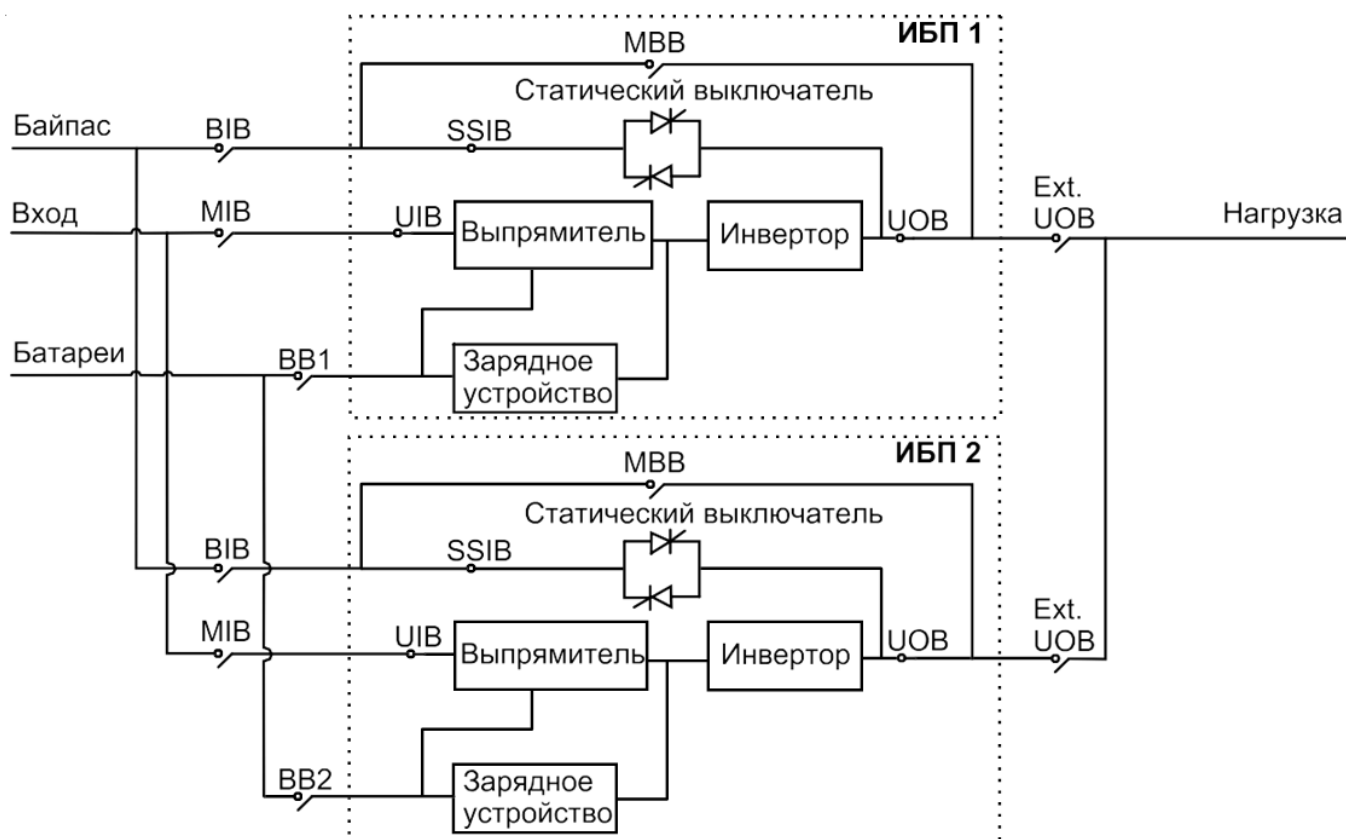 ИБП 1
MBB
Статический выключатель
Байпас
BIB
SSIB
Вход
MIB
UIB
Выпрямитель
Инвертор
UOB
Ext.
UOB
Нагрузка
Батареи
BB1
Зарядное
устройство
ИБП 2
MBB
Статический выключатель
BIB
SSIB
MIB
UIB
Выпрямитель
Инвертор
UOB
Ext.
UOB
BB2
Зарядное
устройство